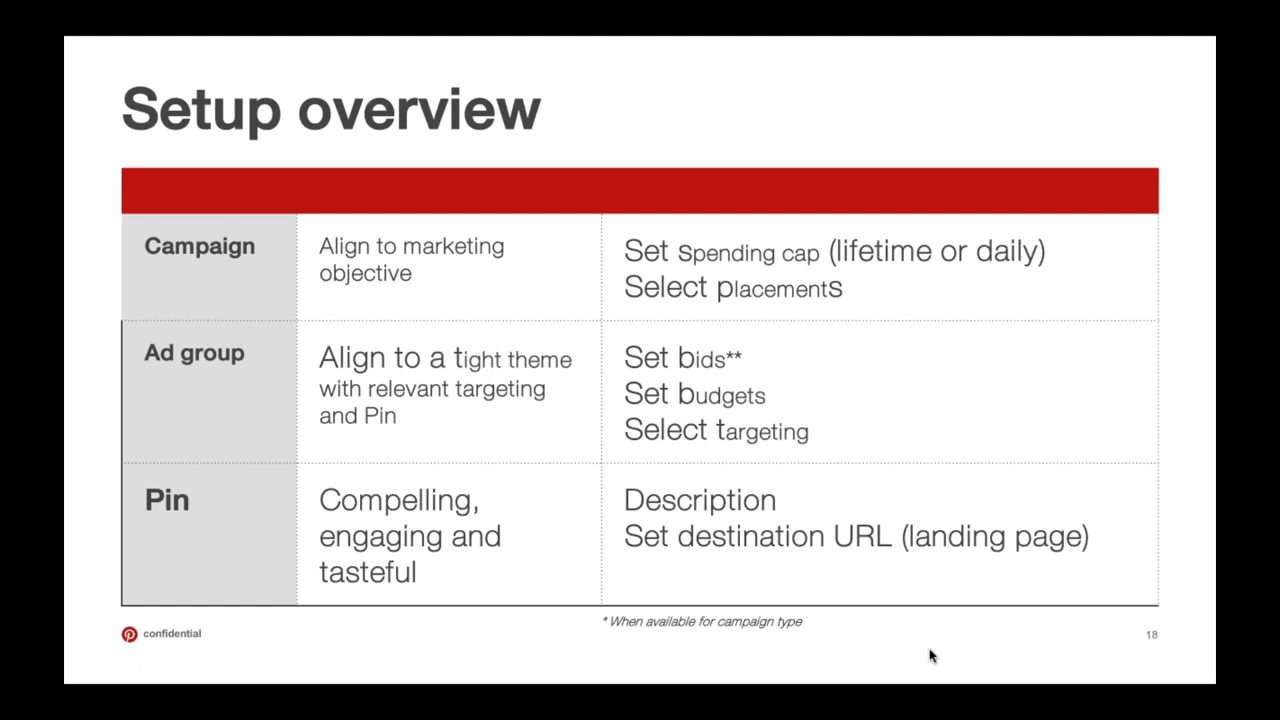 Setup overview
Campaign
Align to marketing
objective
Set spending cap (lifetime or daily)
Select placements
Ad group
Align to a tight theme
with relevant targeting
and Pin
Set bids**
Set budgets
Select targeting
Pin
Compelling,
engaging and
tasteful
Description
Set destination URL (landing page)
* When available for campaign type
confidential
18